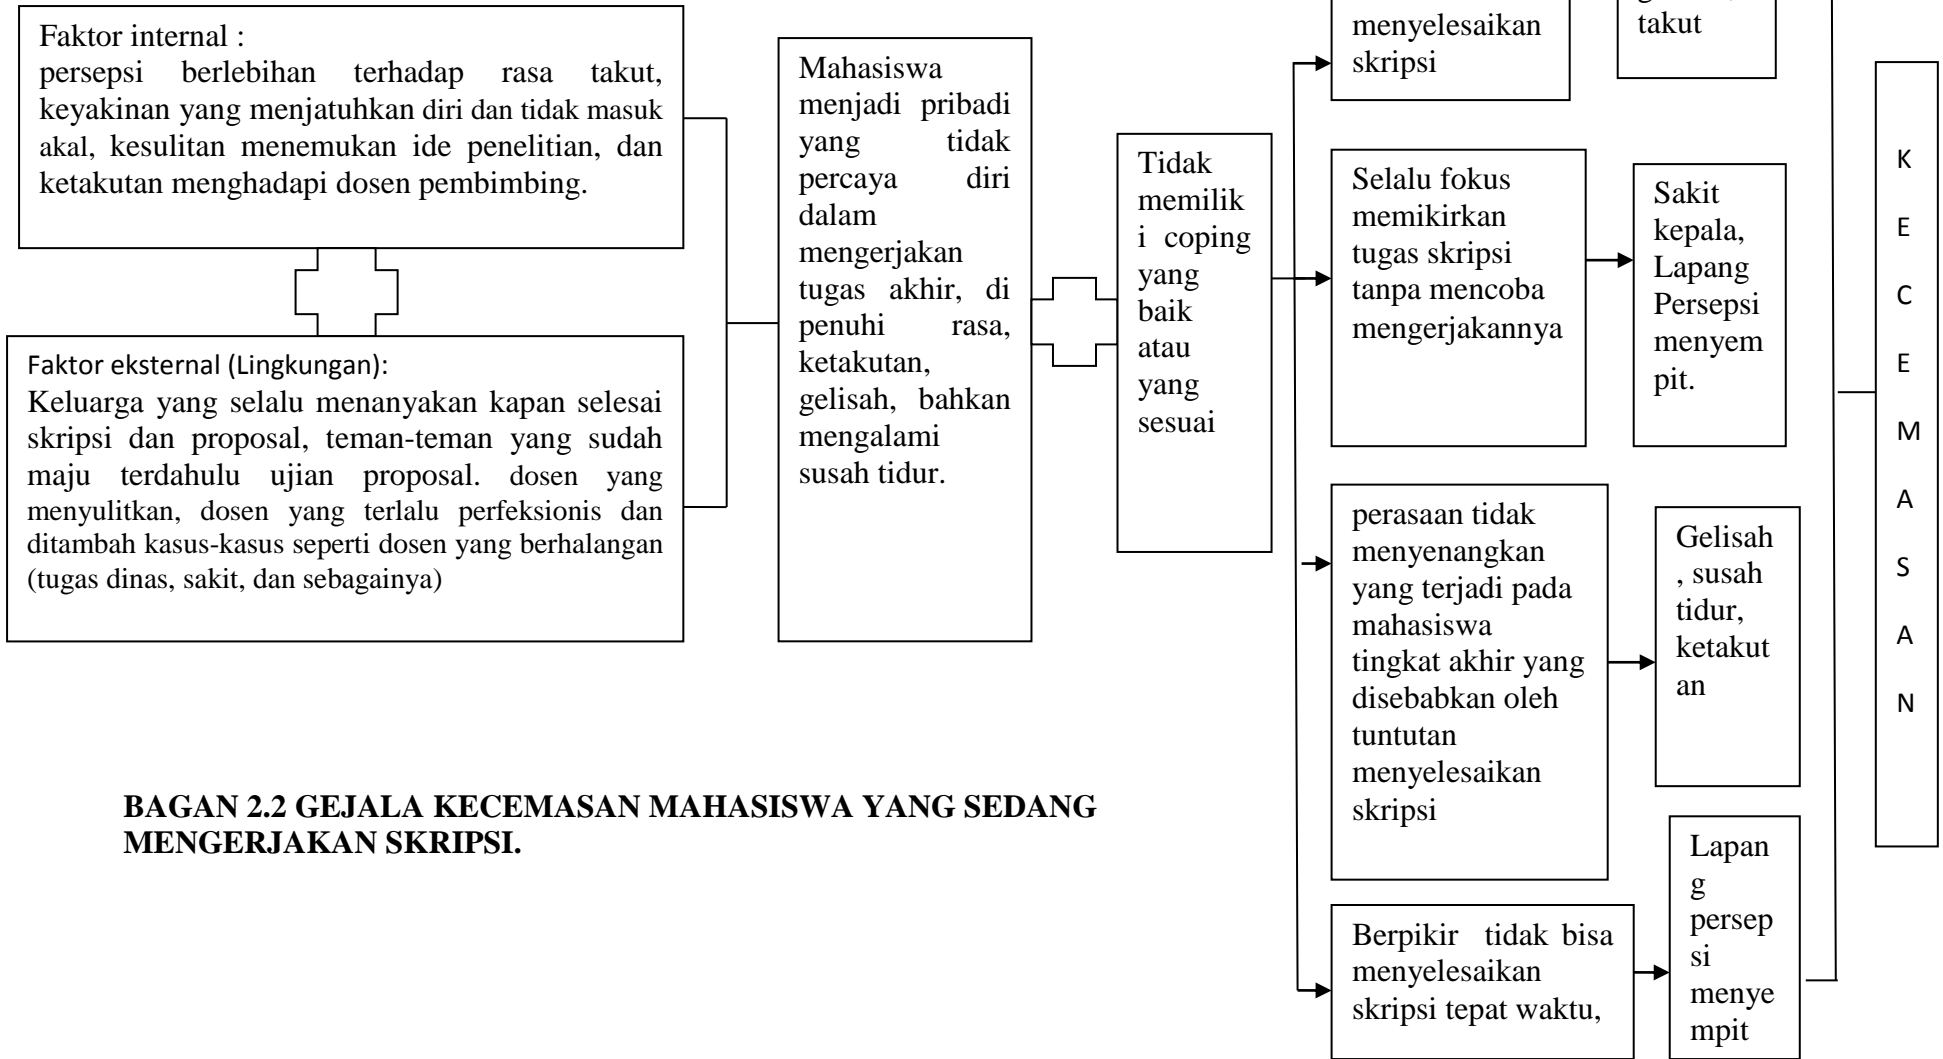 Faktor internal :
persepsi berlebihan terhadap rasa takut,
keyakinan yang menjatuhkan diri dan tidak masuk
akal, kesulitan menemukan ide penelitian, dan
ketakutan menghadapi dosen pembimbing.
Faktor eksternal (Lingkungan):
Keluarga yang selalu menanyakan kapan selesai
skripsi dan proposal, teman-teman yang sudah
maju terdahulu ujian proposal. dosen yang
menyulitkan, dosen yang terlalu perfeksionis dan
ditambah kasus-kasus seperti dosen yang berhalangan
(tugas dinas, sakit, dan sebagainya)
Mahasiswa
menjadi pribadi
yang tidak
percaya diri
dalam
mengerjakan
tugas akhir, di
penuhi rasa,
ketakutan,
gelisah, bahkan
mengalami
susah tidur.
Tidak
memilik
i coping
yang
baik
atau
yang
sesuai
menyelesaikan
skripsi
takut
Selalu fokus
memikirkan
tugas skripsi
tanpa mencoba
mengerjakannya
Sakit
kepala,
Lapang
Persepsi
menyem
pit.
perasaan tidak
menyenangkan
yang terjadi pada
mahasiswa
tingkat akhir yang
disebabkan oleh
tuntutan
menyelesaikan
skripsi
Gelisah
, susah
tidur,
ketakut
an
Berpikir tidak bisa
menyelesaikan
skripsi tepat waktu,
Lapan
g
persep
si
menye
mpit
K
E
C
E
M
A
S
A
N
BAGAN 2.2 GEJALA KECEMASAN MAHASISWA YANG SEDANG
MENGERJAKAN SKRIPSI.